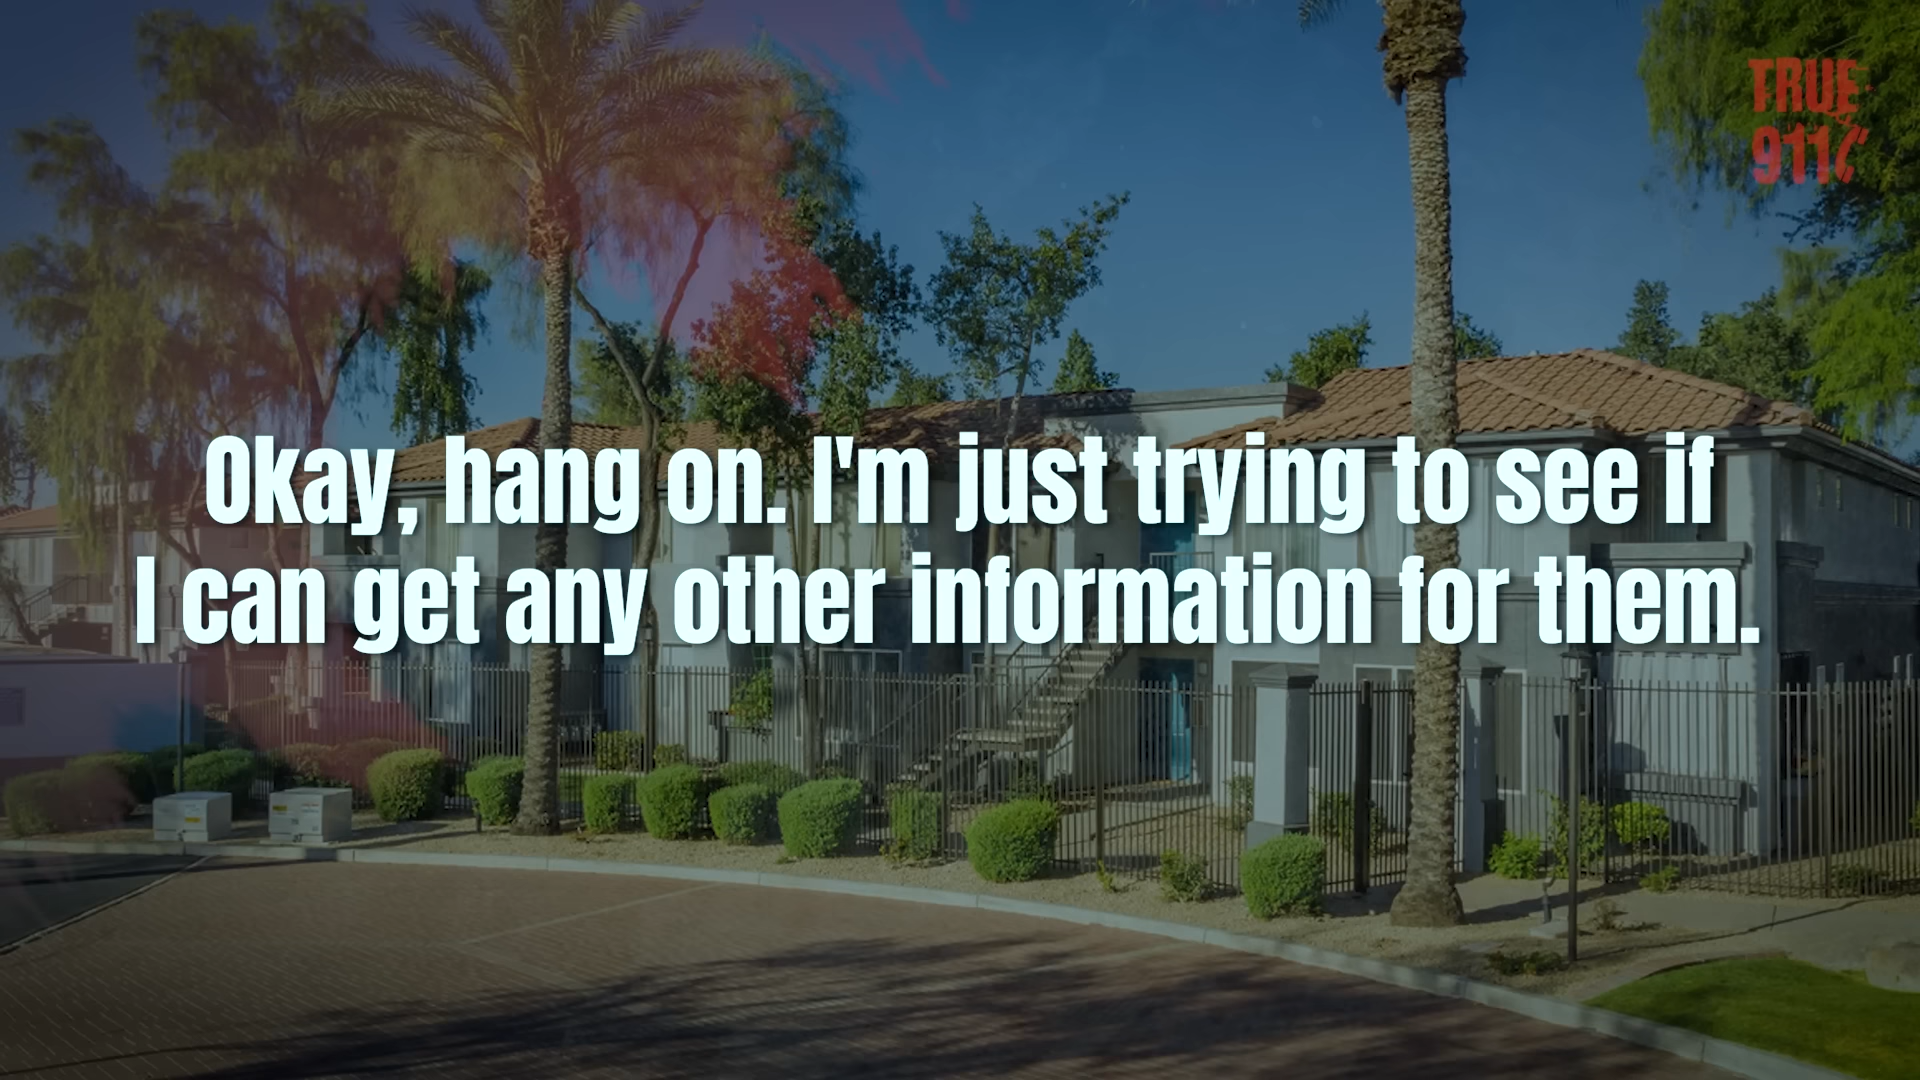 TRUE
911
Okay, hang on. I'm just trying to see if
I can get any other information for them.